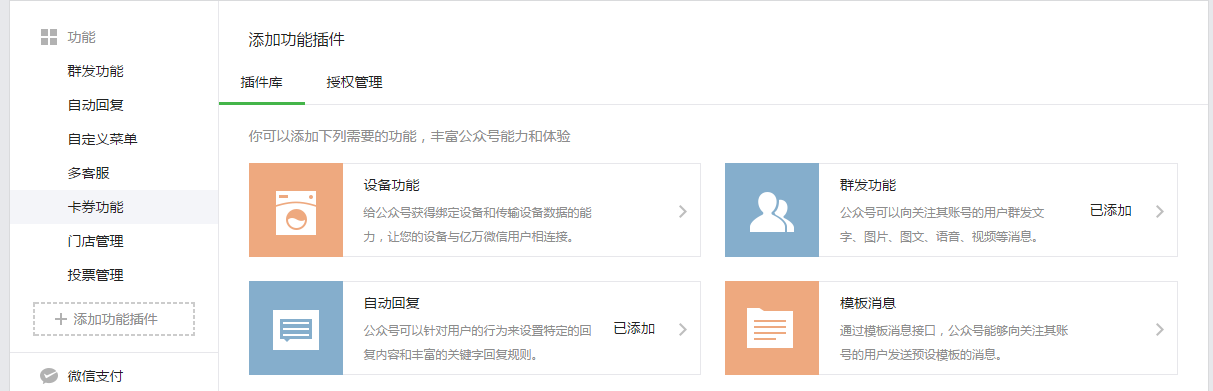 功能
群发功能
自动回复
自定义菜单
多客服
卡券功能
门店管理
投票管理
添加功能插件
微信支付
添加功能插件
插件库
授权管理
你可以添加下列需要的功能，丰富公众号能力和体验
设备功能
给公众号获得绑定设备和传输设备数据的能
力，让您的设备与亿万微信用户相连接。
群发功能
公众号可以向关注其账号的用户群发文
字、图片、图文、语音、视频等消息。
已添加
自动回复
公众号可以针对用户的行为来设置特定的回
复内容和丰富的关键字回复规则。
已添加
模板消息
通过模板消息接口，公众号能够向关注其账
号的用户发送预设模板的消息。